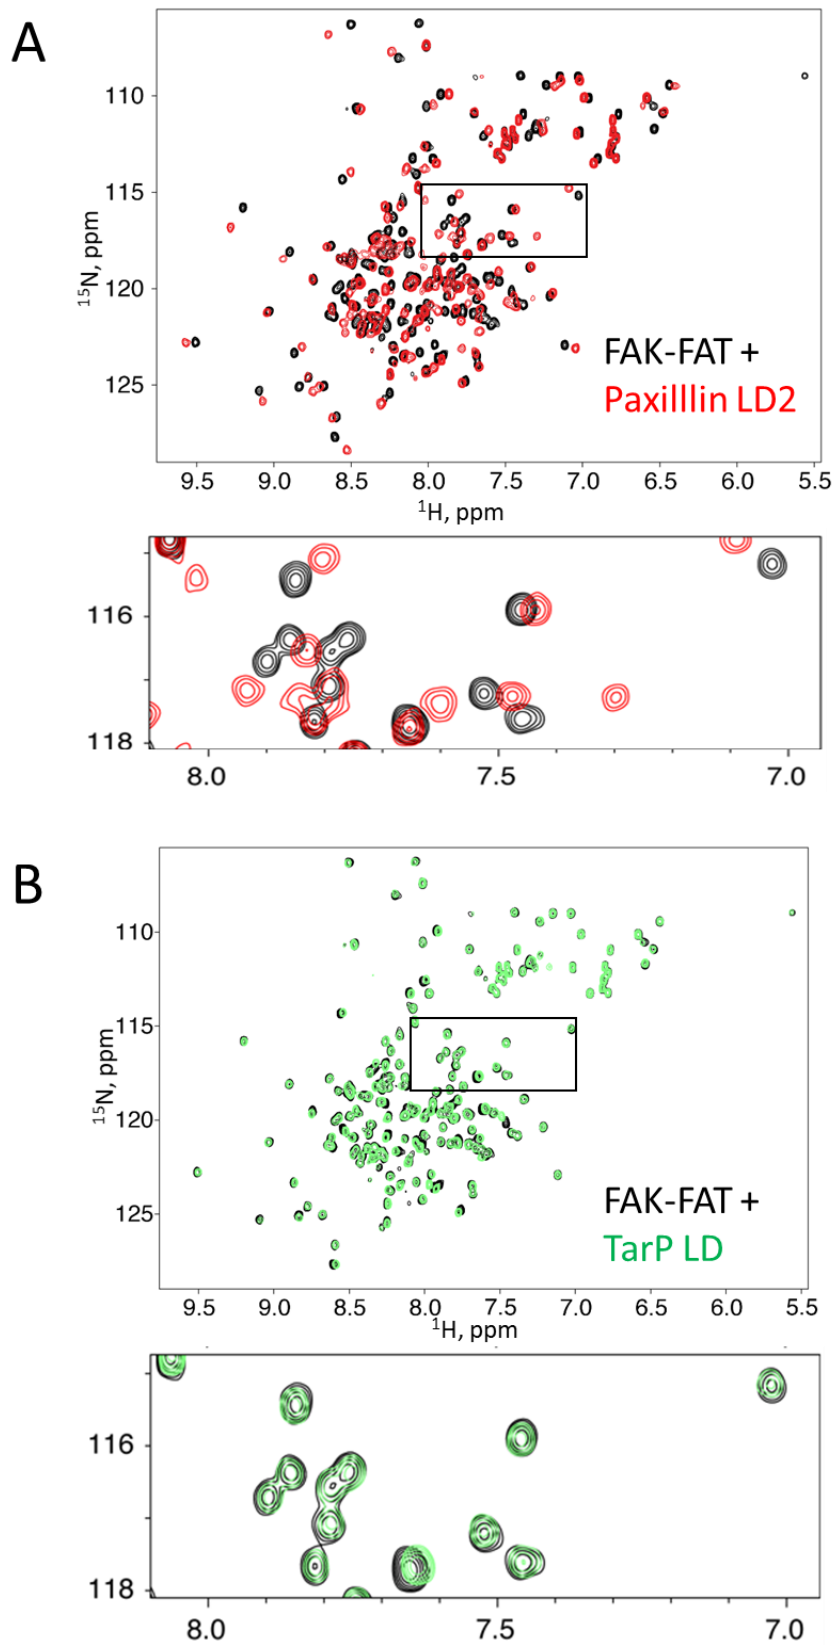 A
110
115
120
125
15N, ppm
9.5 9.0 8.5 8.0 7.5 7.0 6.5 6.0 5.5
1H, ppm
FAK-FAT +
Paxilllin LD2
116
118
8.0 7.5 7.0
B
110
115
120
125
15N, ppm
FAK-FAT +
TarP LD
9.5 9.0 8.5 8.0 7.5 7.0 6.5 6.0 5.5
1H, ppm
116
118
8.0 7.5 7.0